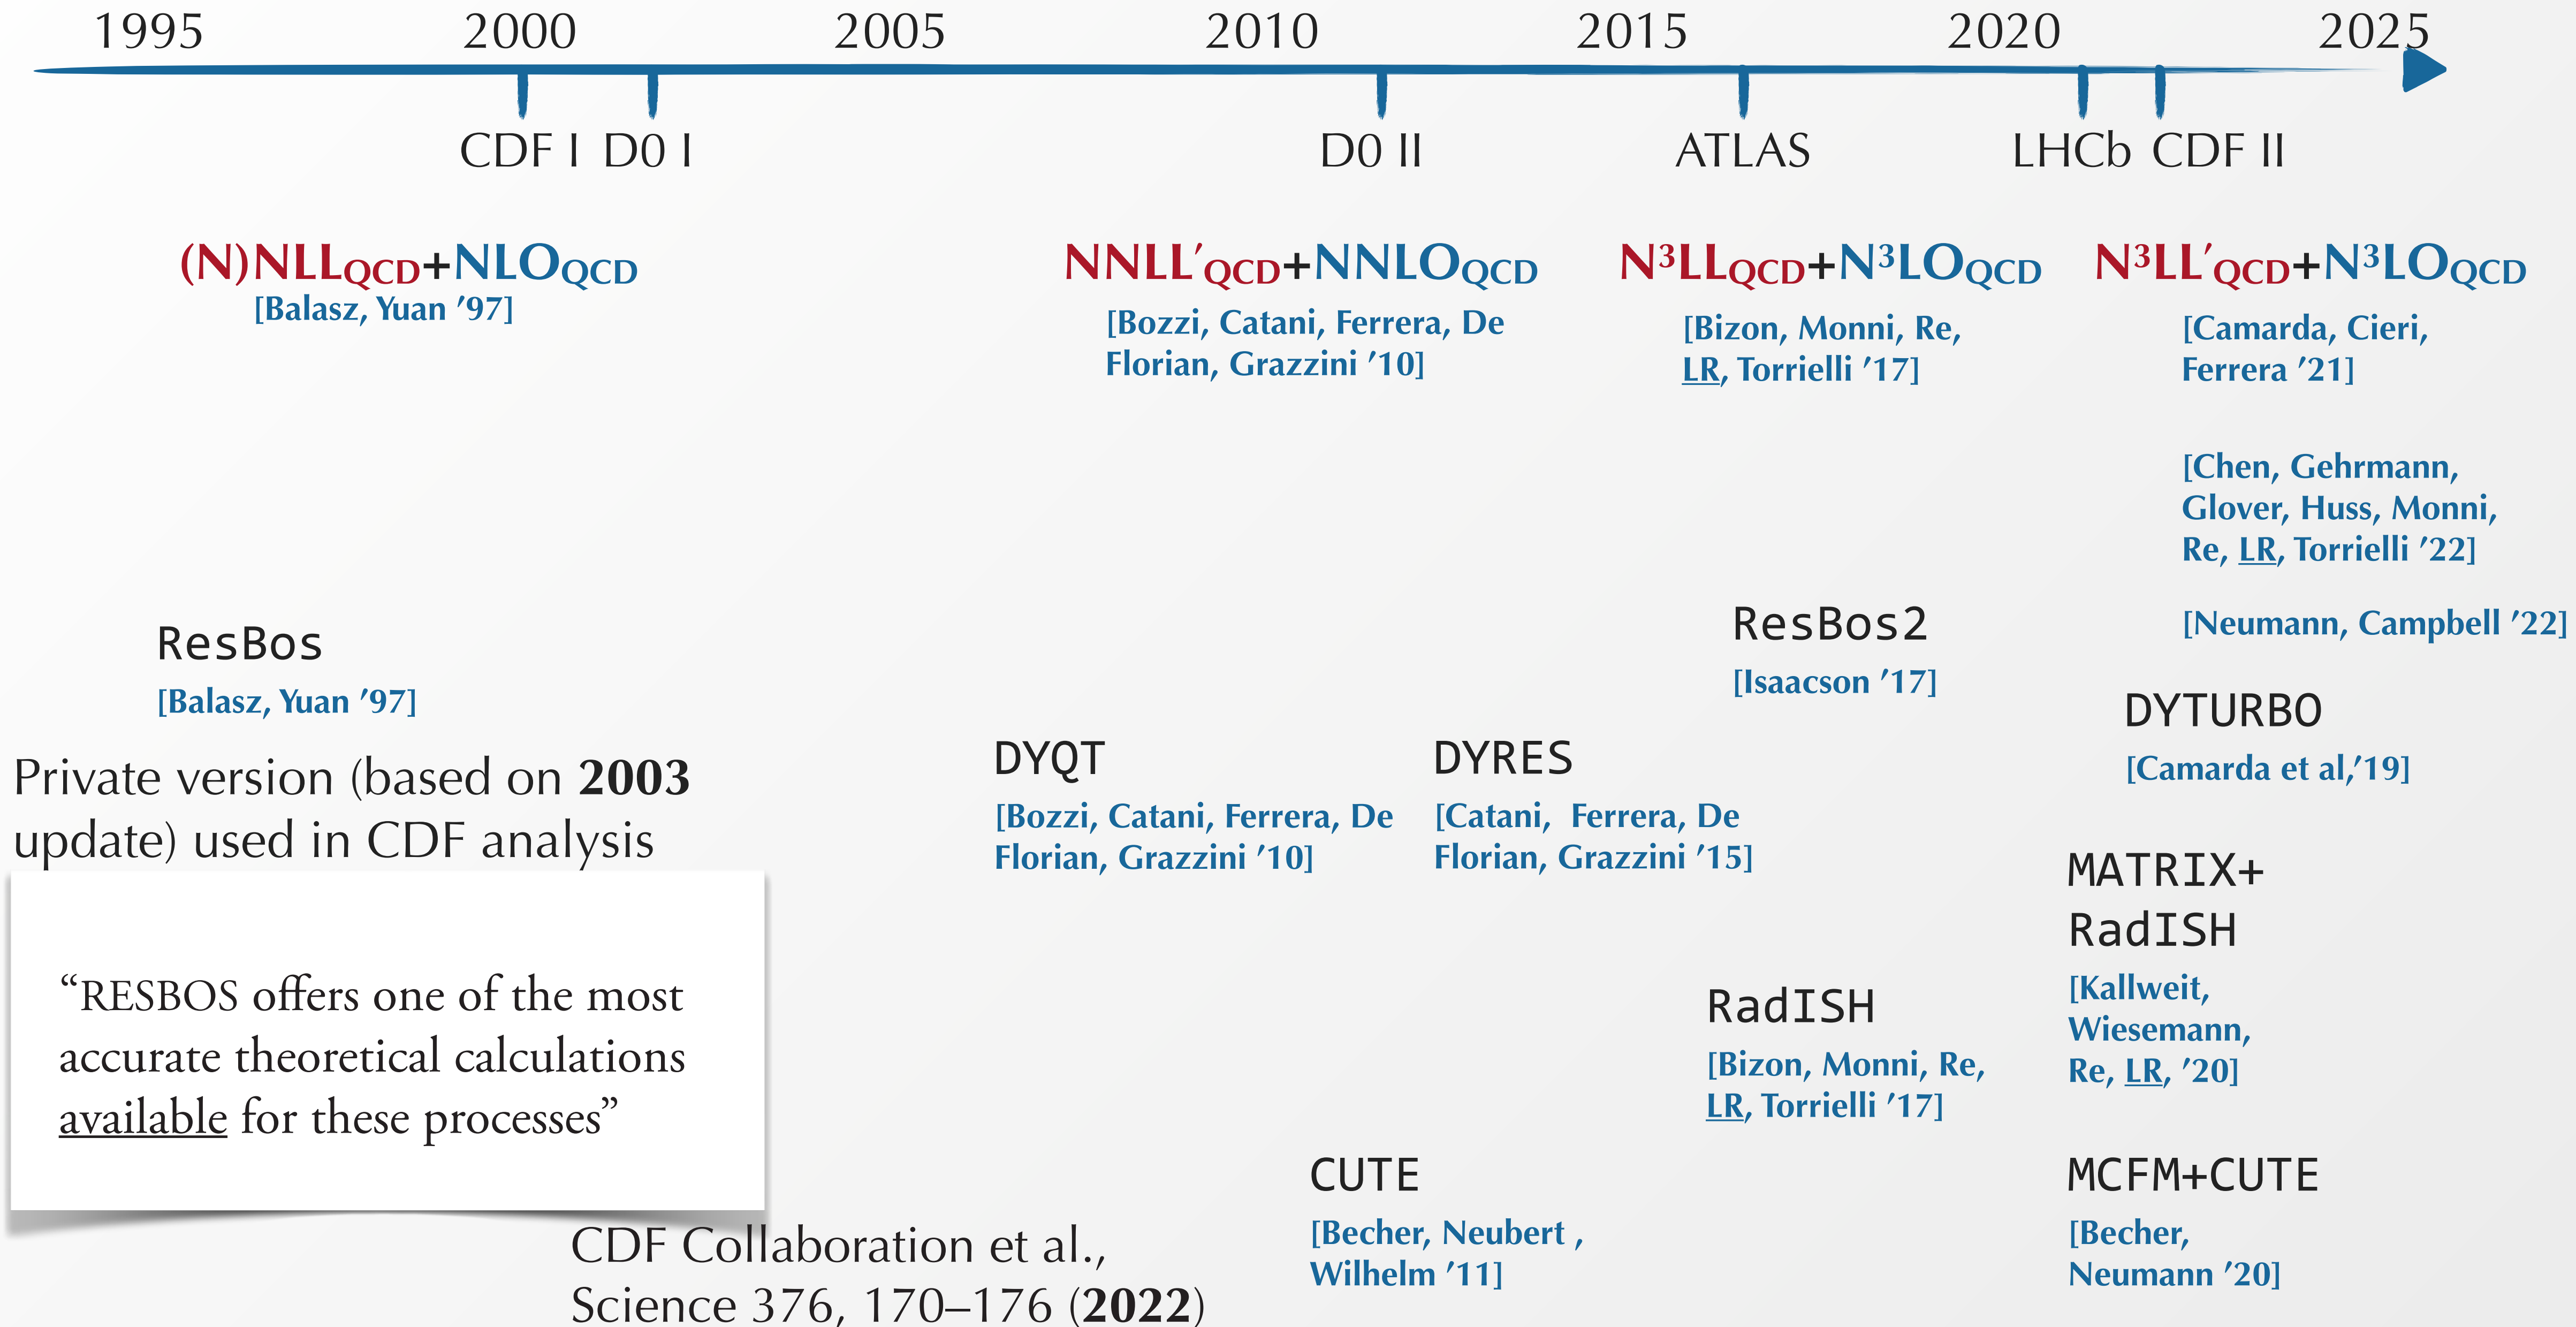 1995 2000 2005 2010 2015 2020 2025
CDF I D0 I D0 II ATLAS LHCb CDF II
(N)NLLQCD+NLOQCD
[Balasz, Yuan ’97]
NNLL′QCD+NNLOQCD
[Bozzi, Catani, Ferrera, De
Florian, Grazzini ’10]
N³LLQCD+N³LOQCD
[Bizon, Monni, Re,
LR, Torrielli ’17]
N³LL′QCD+N³LOQCD
[Camarda, Cieri,
Ferrera ’21]
[Chen, Gehrmann,
Glover, Huss, Monni,
Re, LR, Torrielli ’22]
[Neumann, Campbell ’22]
ResBos
[Balasz, Yuan ’97]
Private version (based on 2003
update) used in CDF analysis
“RESBOS offers one of the most
accurate theoretical calculations
available for these processes”
CDF Collaboration et al.,
Science 376, 170–176 (2022)
DYQT
[Bozzi, Catani, Ferrera, De
Florian, Grazzini ’10]
DYRES
[Catani, Ferrera, De
Florian, Grazzini ’15]
CUTE
[Becher, Neubert ,
Wilhelm ’11]
ResBos2
[Isaacson ’17]
RadISH
[Bizon, Monni, Re,
LR, Torrielli ’17]
DYTURBO
[Camarda et al,’19]
MATRIX+
RadISH
[Kallweit,
Wiesemann,
Re, LR, ’20]
MCFM+CUTE
[Becher,
Neumann ’20]